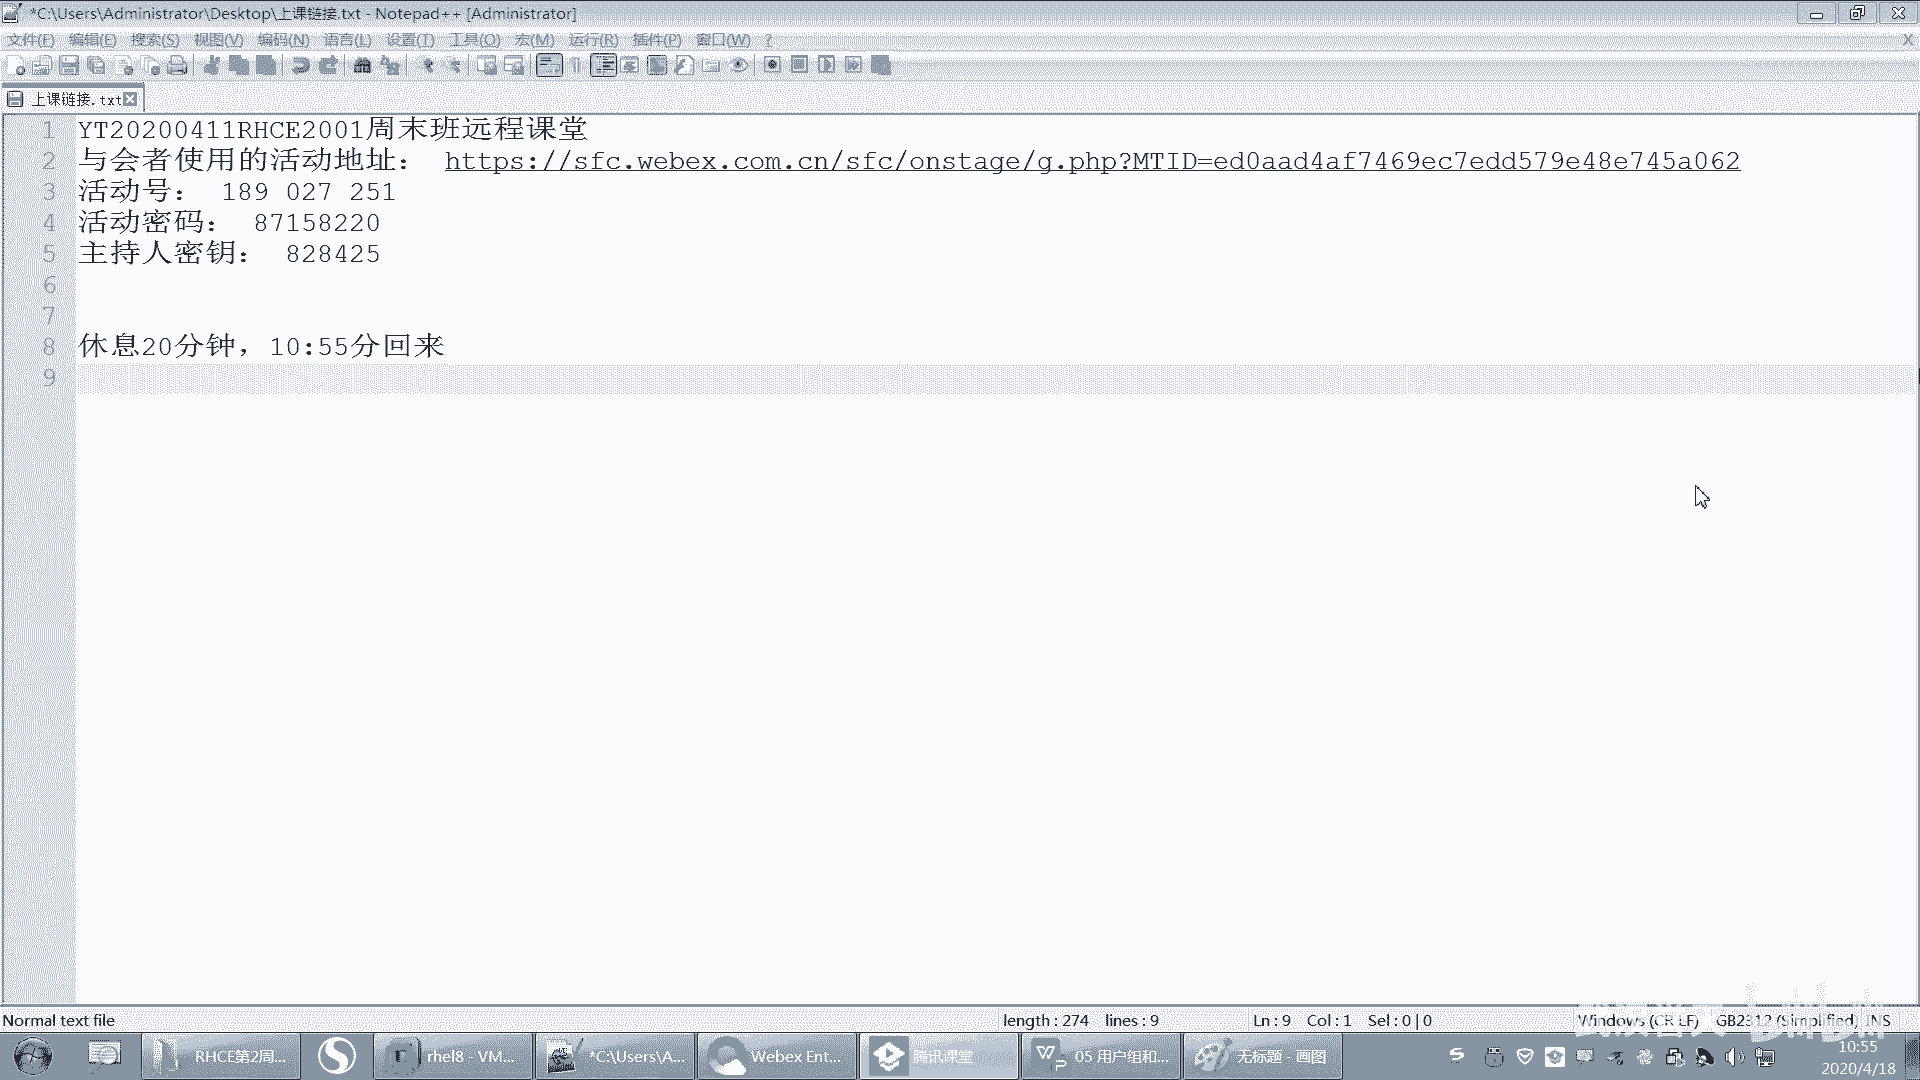 *C:\Users\Administrator\Desktop\上课链接.txt - Notepad++ [Administrator]
文件(F) 编辑(E) 搜索(S) 视图(V) 编码(N) 语言(L) 设置(T) 工具(O) 宏(M) 运行(R) 插件(P) 窗口(W) ? X
上课链接.txt
1 YT20200411RHCE2001周末班远程课堂
2 与会者使用的活动地址： https://sfc.webex.com.cn/sfc/onstage/g.php?MTID=ed0aad4af7469ec7edd579e48e745a062
3 活动号： 189 027 251
4 活动密码： 87158220
5 主持人密钥： 828425
6
7
8 休息20分钟，10:55分回来
9
Normal text file length : 274 lines : 9 Ln : 9 Col : 1 Sel : 0 | 0 Windows (CR LF) GB2312 (Simplified) INS
RHCE第2周... rhel8 - VM... *C:\Users\A... Webex Ent... 腾讯课堂 05 用户组和... 无标题 - 画图 10:55
2020/4/18